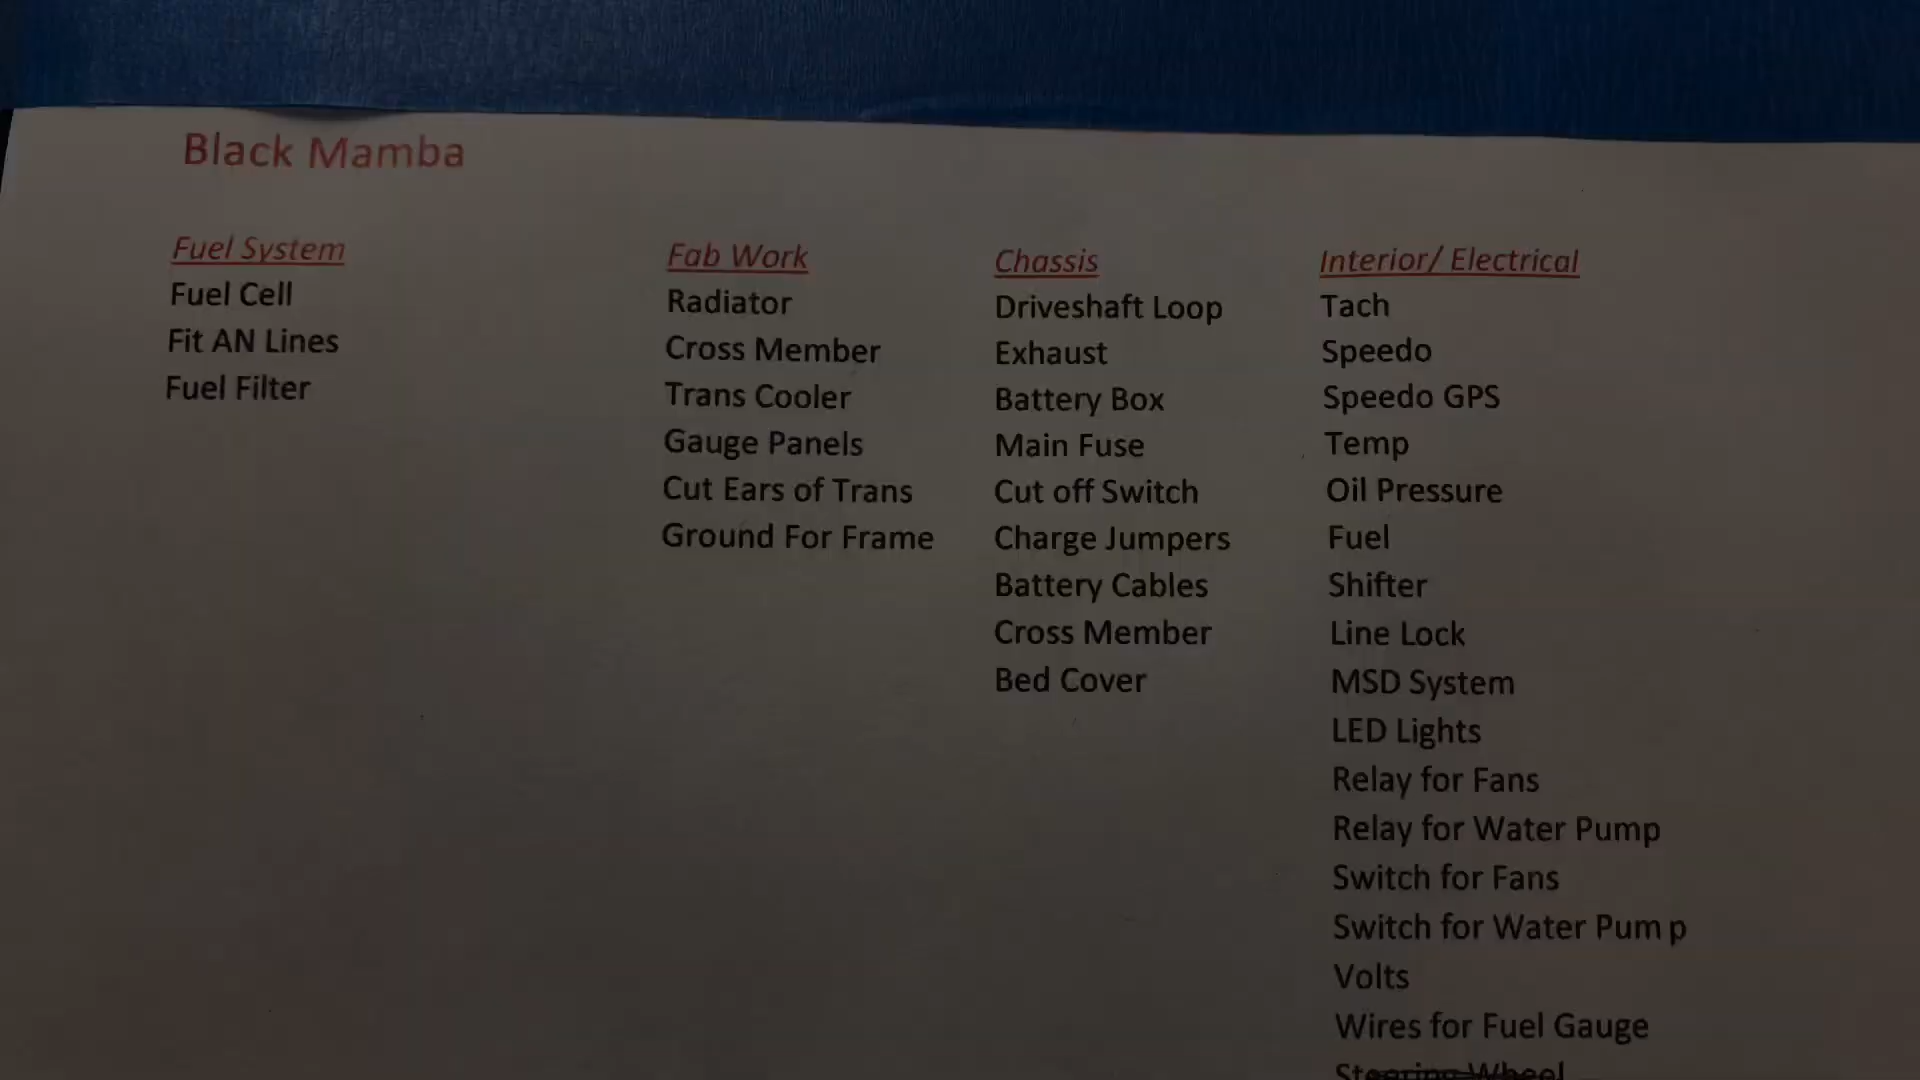 Black Mamba
Fuel System
Fuel Cell
Fit AN Lines
Fuel Filter
Fab Work
Radiator
Cross Member
Trans Cooler
Gauge Panels
Cut Ears of Trans
Ground For Frame
Chassis
Driveshaft Loop
Exhaust
Battery Box
Main Fuse
Cut off Switch
Charge Jumpers
Battery Cables
Cross Member
Bed Cover
Interior/ Electrical
Tach
Speedo
Speedo GPS
Temp
Oil Pressure
Fuel
Shifter
Line Lock
MSD System
LED Lights
Relay for Fans
Relay for Water Pump
Switch for Fans
Switch for Water Pump
Volts
Wires for Fuel Gauge
Steering Wheel